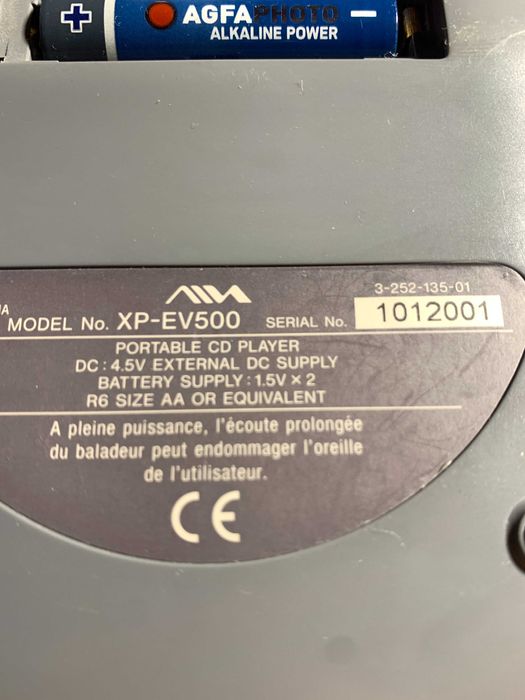 AGFAPHOTO
ALKALINE POWER
AIWA
3-252-135-01
MODEL No. XP-EV500 SERIAL No. 1012001
PORTABLE CD PLAYER
DC : 4.5V EXTERNAL DC SUPPLY
BATTERY SUPPLY : 1.5V × 2
R6 SIZE AA OR EQUIVALENT
A pleine puissance, l'écoute prolongée
du baladeur peut endommager l'oreille
de l'utilisateur.
CE